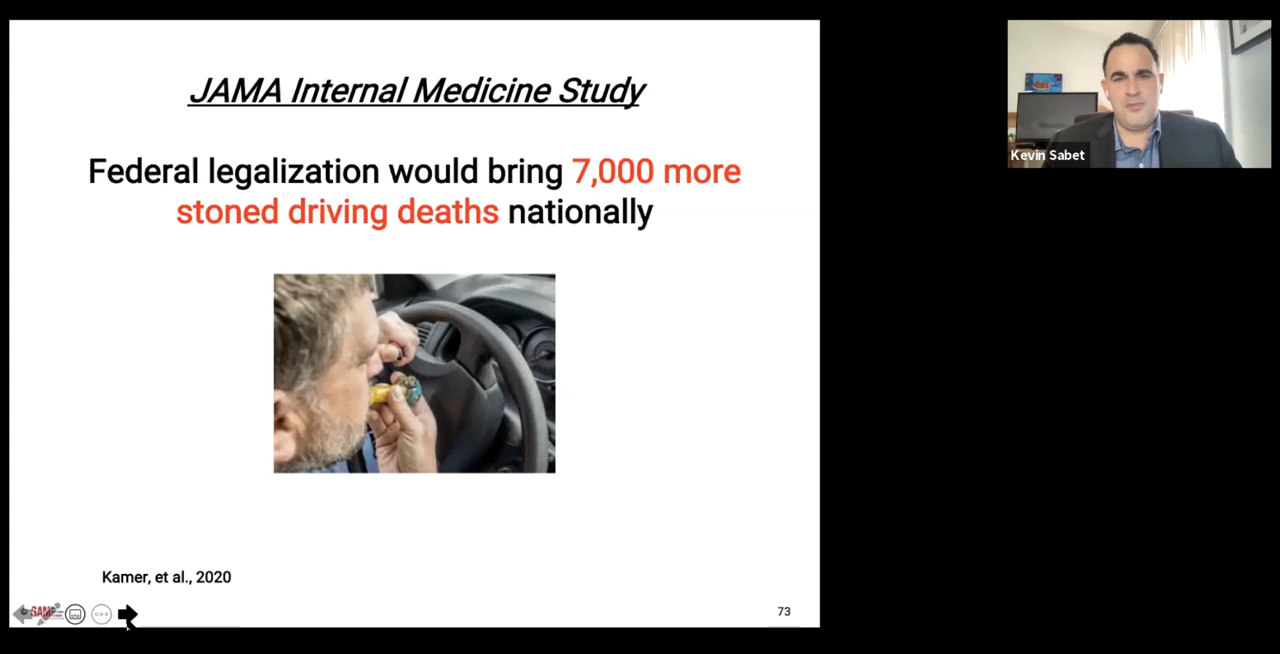 JAMA Internal Medicine Study
Federal legalization would bring 7,000 more
stoned driving deaths nationally
Kevin Sabet
Kamer, et al., 2020
SAM
73